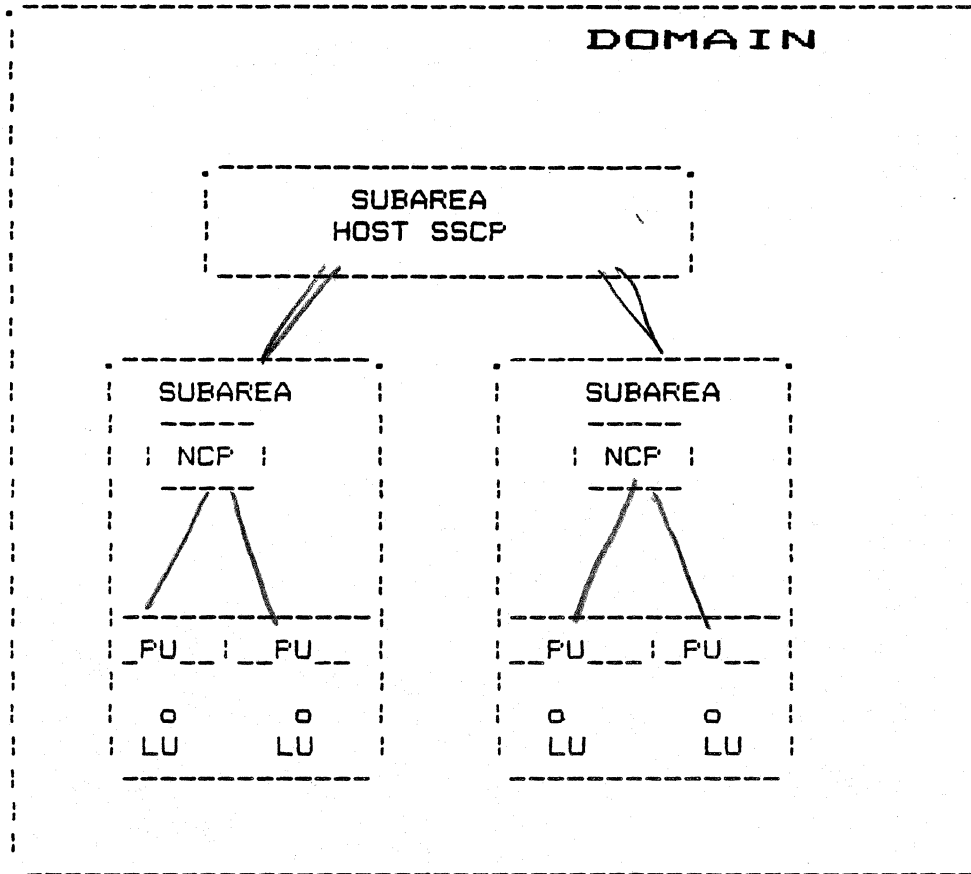 DOMAIN
SUBAREA
HOST SSCP
SUBAREA SUBAREA
NCP NCP
PU PU PU PU
LU LU LU LU